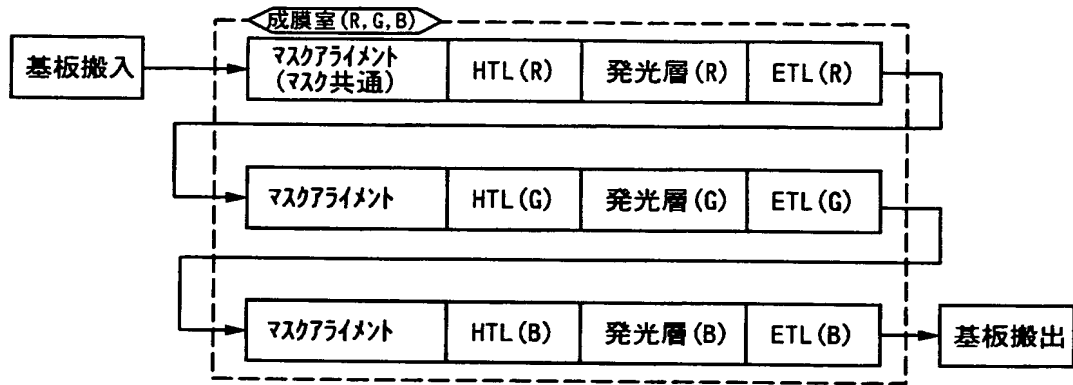 成膜室(R,G,B)
基板搬入
マスクアライメント
(マスク共通)
HTL(R)
発光層(R)
ETL(R)
マスクアライメント
HTL(G)
発光層(G)
ETL(G)
マスクアライメント
HTL(B)
発光層(B)
ETL(B)
基板搬出